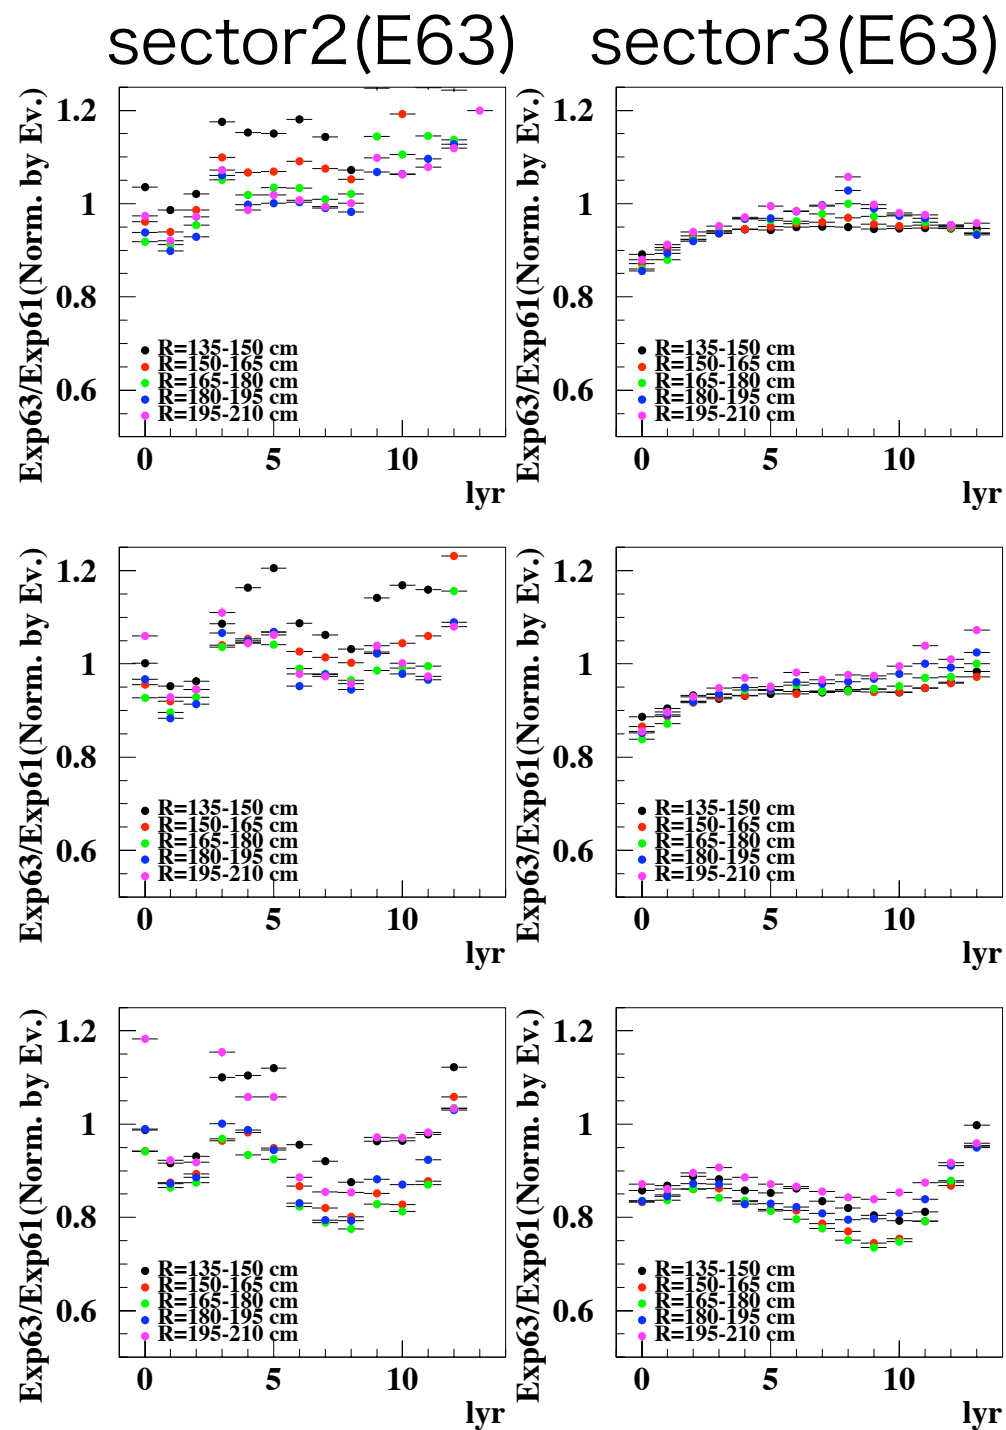 sector2(E63) sector3(E63)
Exp63/Exp61(Norm. by Ev.)
1.2
1
0.8
0.6
R=135-150 cm
R=150-165 cm
R=165-180 cm
R=180-195 cm
R=195-210 cm
0 5 10
lyr
Exp63/Exp61(Norm. by Ev.)
1.2
1
0.8
0.6
R=135-150 cm
R=150-165 cm
R=165-180 cm
R=180-195 cm
R=195-210 cm
0 5 10
lyr
Exp63/Exp61(Norm. by Ev.)
1.2
1
0.8
0.6
R=135-150 cm
R=150-165 cm
R=165-180 cm
R=180-195 cm
R=195-210 cm
0 5 10
lyr
Exp63/Exp61(Norm. by Ev.)
1.2
1
0.8
0.6
R=135-150 cm
R=150-165 cm
R=165-180 cm
R=180-195 cm
R=195-210 cm
0 5 10
lyr
Exp63/Exp61(Norm. by Ev.)
1.2
1
0.8
0.6
R=135-150 cm
R=150-165 cm
R=165-180 cm
R=180-195 cm
R=195-210 cm
0 5 10
lyr
Exp63/Exp61(Norm. by Ev.)
1.2
1
0.8
0.6
R=135-150 cm
R=150-165 cm
R=165-180 cm
R=180-195 cm
R=195-210 cm
0 5 10
lyr